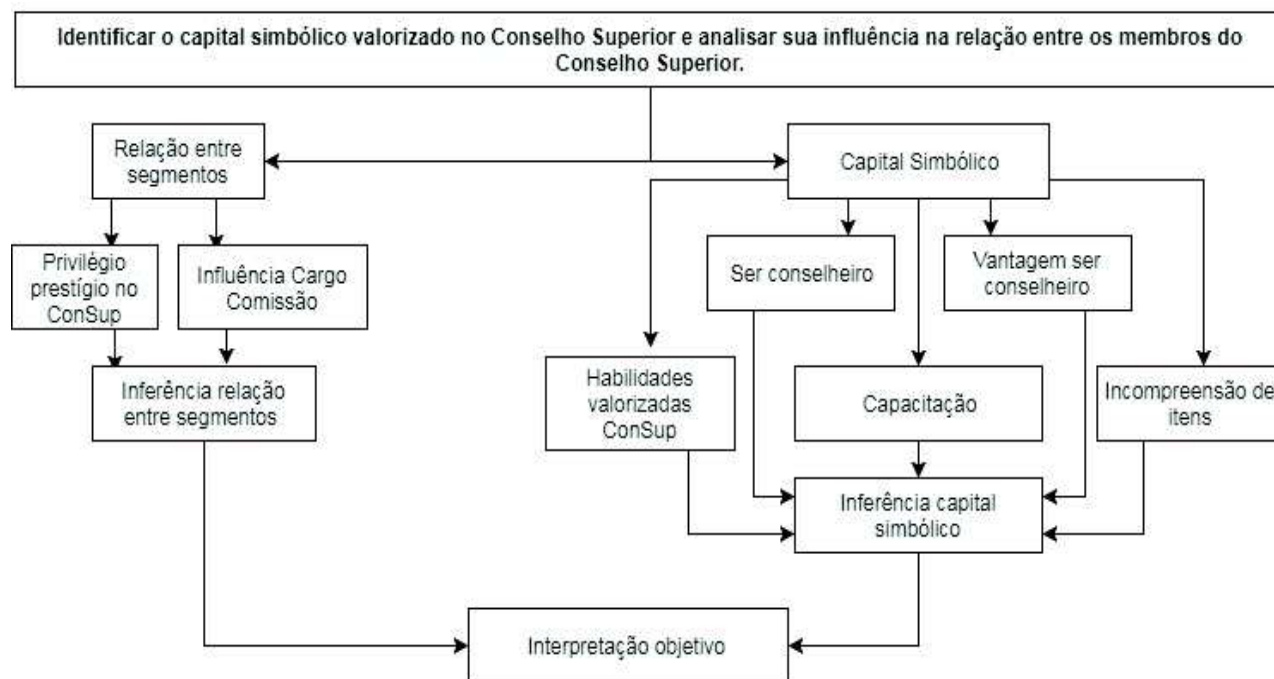 Identificar o capital simbólico valorizado no Conselho Superior e analisar sua influência na relação entre os membros do
Conselho Superior.
Relação entre
segmentos
Capital Simbólico
Privilégio
prestígio no
ConSup
Influência Cargo
Comissão
Ser conselheiro
Vantagem ser
conselheiro
Inferência relação
entre segmentos
Habilidades
valorizadas
ConSup
Capacitação
Incompreensão de
itens
Inferência capital
simbólico
Interpretação objetivo